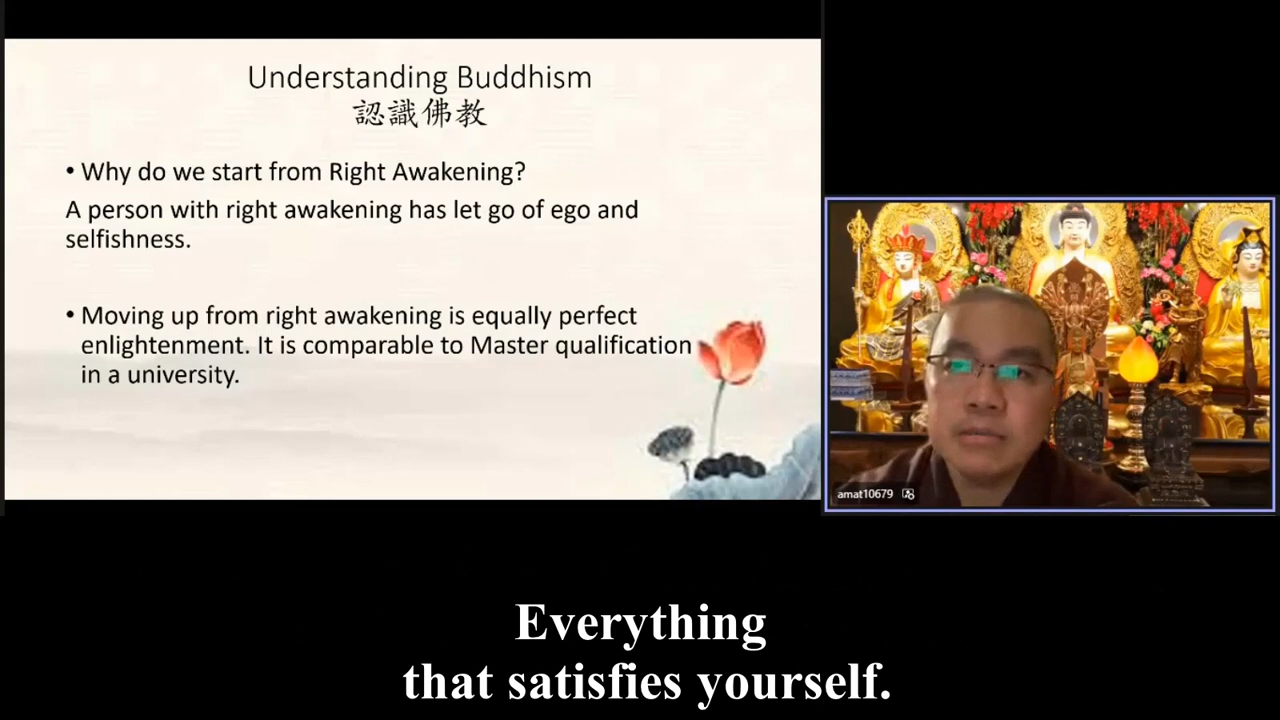 Understanding Buddhism
認識佛教
• Why do we start from Right Awakening?
A person with right awakening has let go of ego and
selfishness.
• Moving up from right awakening is equally perfect
enlightenment. It is comparable to Master qualification
in a university.
amat10679
Everything
that satisfies yourself.